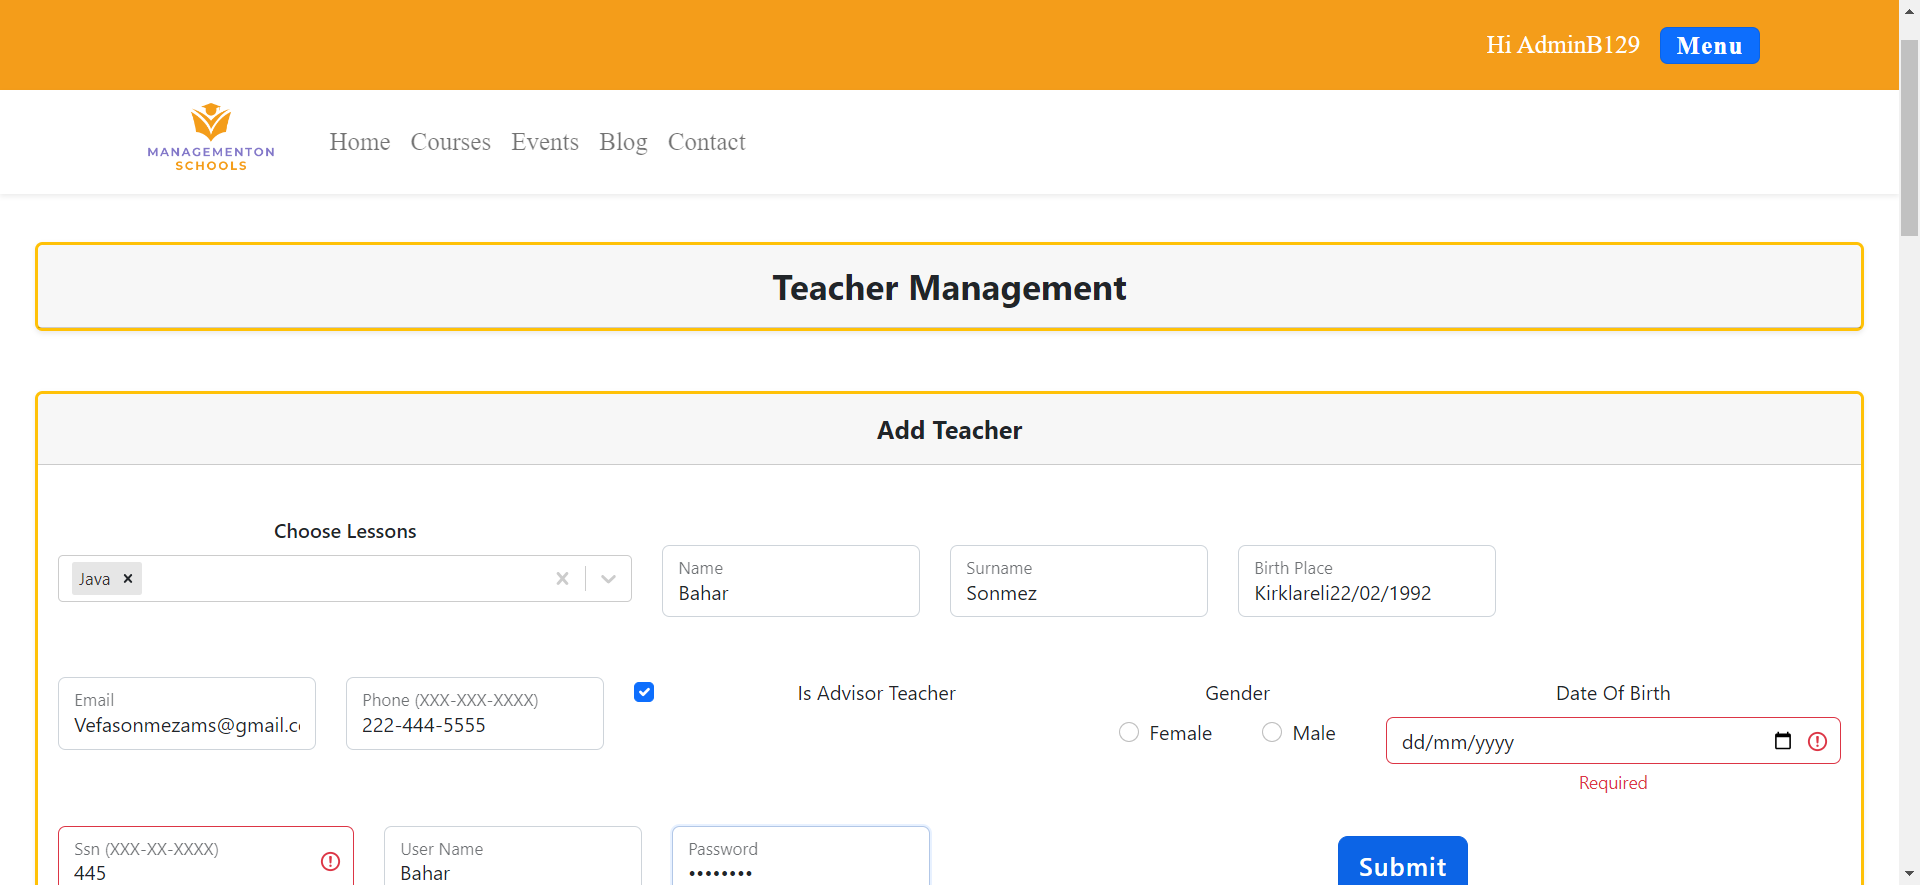 Hi AdminB129 Menu
MANAGEMENTON
SCHOOLS
Home Courses Events Blog Contact
Teacher Management
Add Teacher
Choose Lessons
Java
Name
Bahar
Surname
Sonmez
Birth Place
Kirklareli22/02/1992
Email
Vefasonmezams@gmail.c
Phone (XXX-XXX-XXXX)
222-444-5555
Is Advisor Teacher
Gender
Female Male
Date Of Birth
dd/mm/yyyy
Required
Ssn (XXX-XX-XXXX)
445
User Name
Bahar
Password
••••••••
Submit